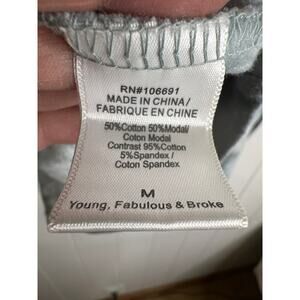 RN#106691
MADE IN CHINA/
FABRIQUE EN CHINE
50%Cotton 50%Modal/
Coton Modal
Contrast 95%Cotton
5%Spandex/
Coton Spandex
M
Young, Fabulous & Broke